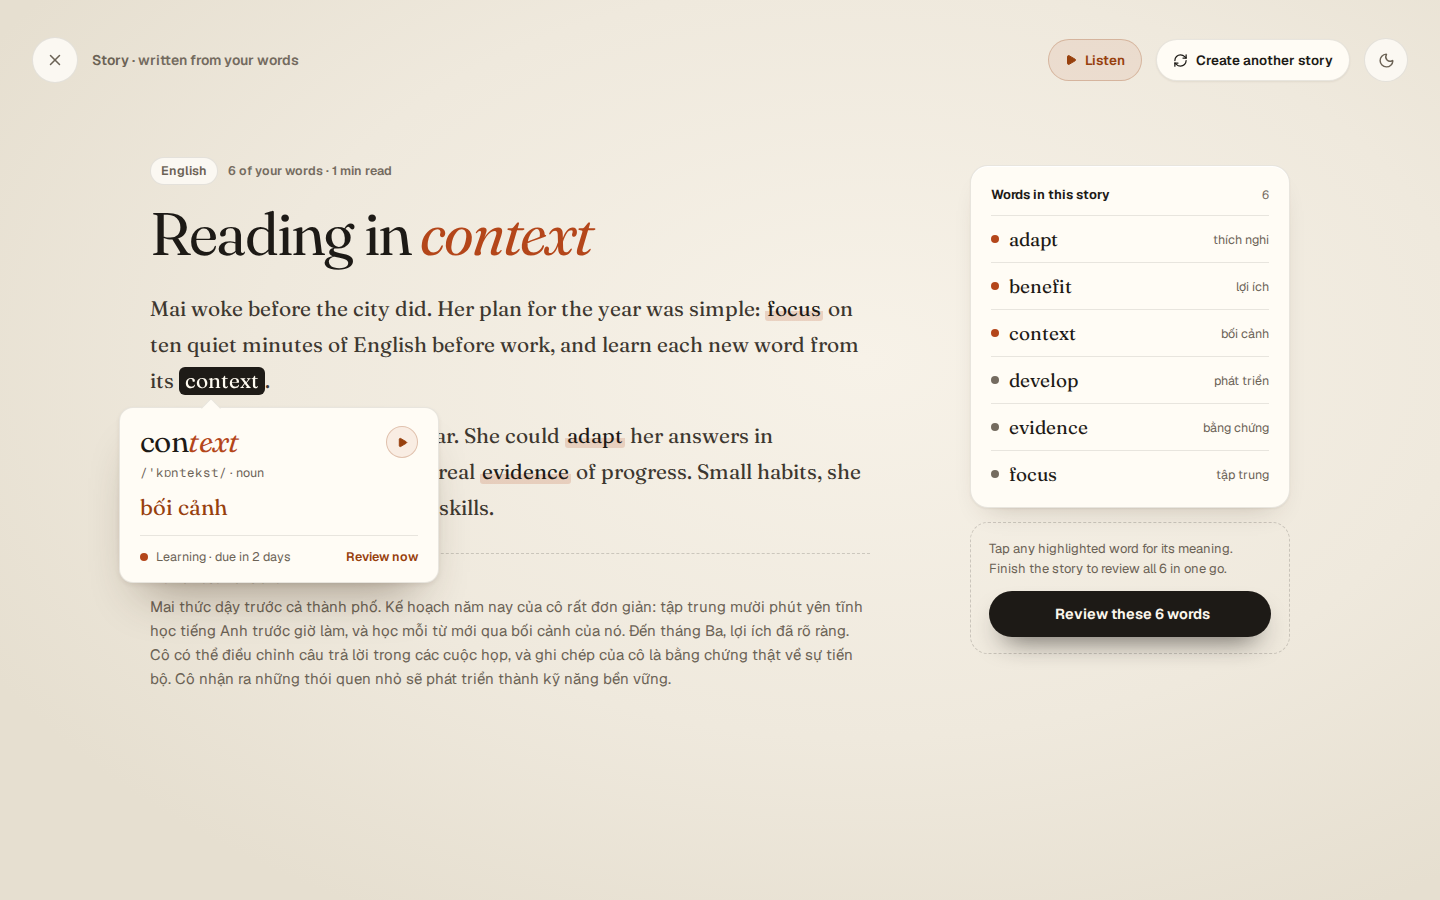 Story · written from your words
Listen
Create another story
English
6 of your words · 1 min read
Reading in context
Mai woke before the city did. Her plan for the year was simple: focus on
ten quiet minutes of English before work, and learn each new word from
its context.
ar. She could adapt her answers in
real evidence of progress. Small habits, she
skills.
context
/ˈkɒntekst/ · noun
bối cảnh
Learning · due in 2 days
Review now
Mai thức dậy trước cả thành phố. Kế hoạch năm nay của cô rất đơn giản: tập trung mười phút yên tĩnh
học tiếng Anh trước giờ làm, và học mỗi từ mới qua bối cảnh của nó. Đến tháng Ba, lợi ích đã rõ ràng.
Cô có thể điều chỉnh câu trả lời trong các cuộc họp, và ghi chép của cô là bằng chứng thật về sự tiến
bộ. Cô nhận ra những thói quen nhỏ sẽ phát triển thành kỹ năng bền vững.
Words in this story
6
adapt
thích nghi
benefit
lợi ích
context
bối cảnh
develop
phát triển
evidence
bằng chứng
focus
tập trung
Tap any highlighted word for its meaning.
Finish the story to review all 6 in one go.
Review these 6 words